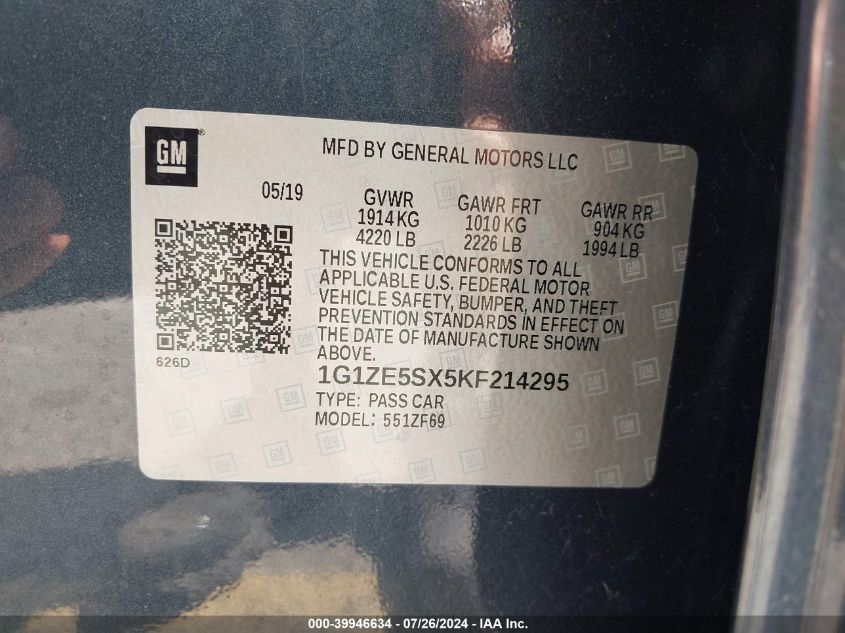 GM
MFD BY GENERAL MOTORS LLC
05/19
GVWR GAWR FRT GAWR RR
1914 KG 1010 KG 904 KG
4220 LB 2226 LB 1994 LB
THIS VEHICLE CONFORMS TO ALL
APPLICABLE U.S. FEDERAL MOTOR
VEHICLE SAFETY, BUMPER, AND THEFT
PREVENTION STANDARDS IN EFFECT ON
THE DATE OF MANUFACTURE SHOWN
ABOVE.
626D
1G1ZE5SX5KF214295
TYPE: PASS CAR
MODEL: 551ZF69
000-39946634 / 07/26/2024 - IAA Inc.